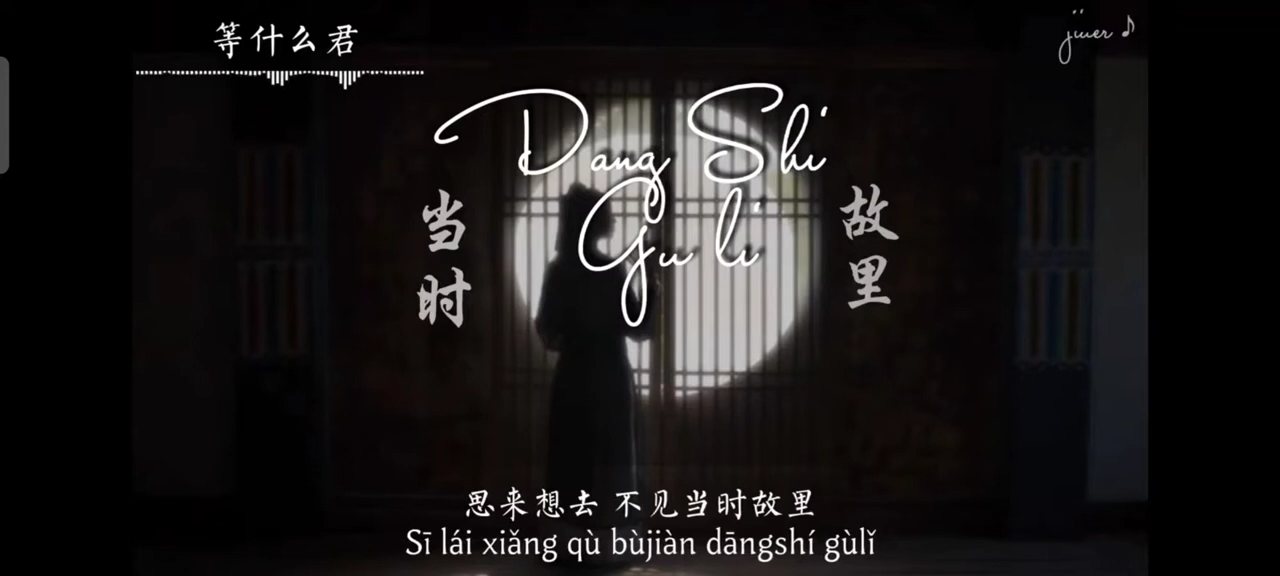 等什么君
jiuer
Dang Shi
Gu li
当时
故里
思来想去 不见当时故里
Sī lái xiǎng qù bùjiàn dāngshí gùlǐ